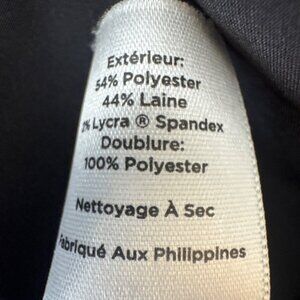 Extérieur:
54% Polyester
44% Laine
2% Lycra ® Spandex
Doublure:
100% Polyester
Nettoyage À Sec
Fabriqué Aux Philippines